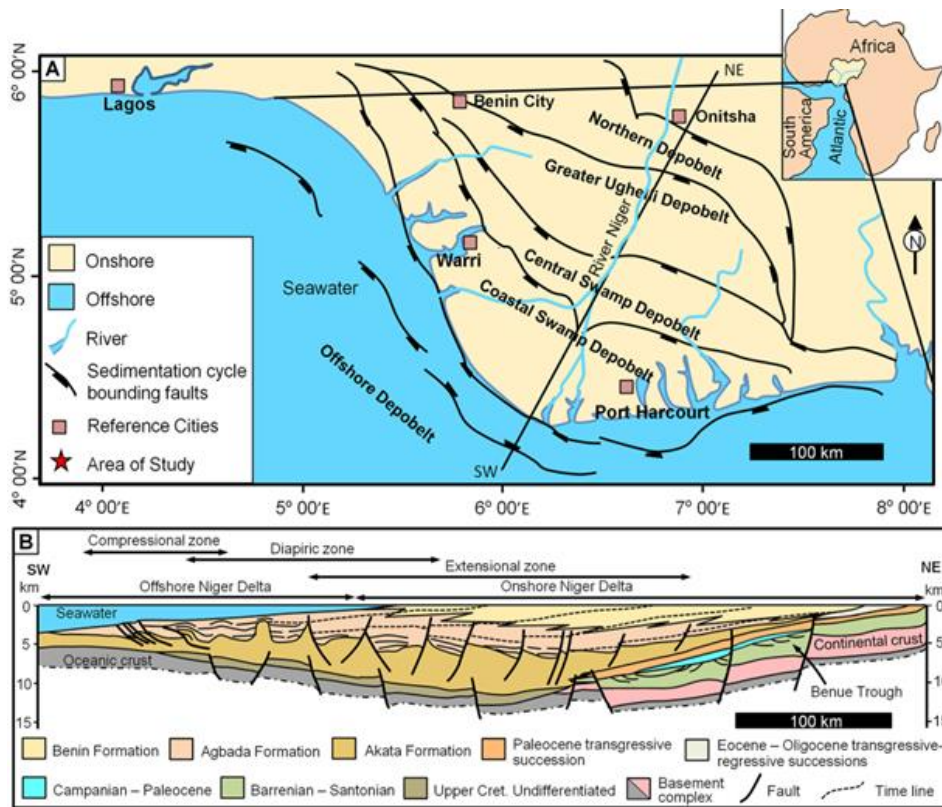 A
6° 00'N
5° 00'N
4° 00'N
Lagos
Benin City
Onitsha
NE
Northern Depobelt
Greater Ughelli Depobelt
River Niger
Warri
Central Swamp Depobelt
Coastal Swamp Depobelt
Seawater
Offshore Depobelt
Port Harcourt
SW
100 km
N
Africa
South America
Atlantic
Onshore
Offshore
River
Sedimentation cycle
bounding faults
Reference Cities
Area of Study
4° 00'E
5° 00'E
6° 00'E
7° 00'E
8° 00'E
B
Compressional zone
Diapiric zone
Extensional zone
SW
NE
Offshore Niger Delta
Onshore Niger Delta
km
km
0
5
10
15
0
5
10
15
Seawater
Oceanic crust
Continental crust
Benue Trough
100 km
Benin Formation
Agbada Formation
Akata Formation
Paleocene transgressive
succession
Eocene – Oligocene transgressive-
regressive successions
Campanian – Paleocene
Barrenian – Santonian
Upper Cret. Undifferentiated
Basement
complex
Fault
Time line